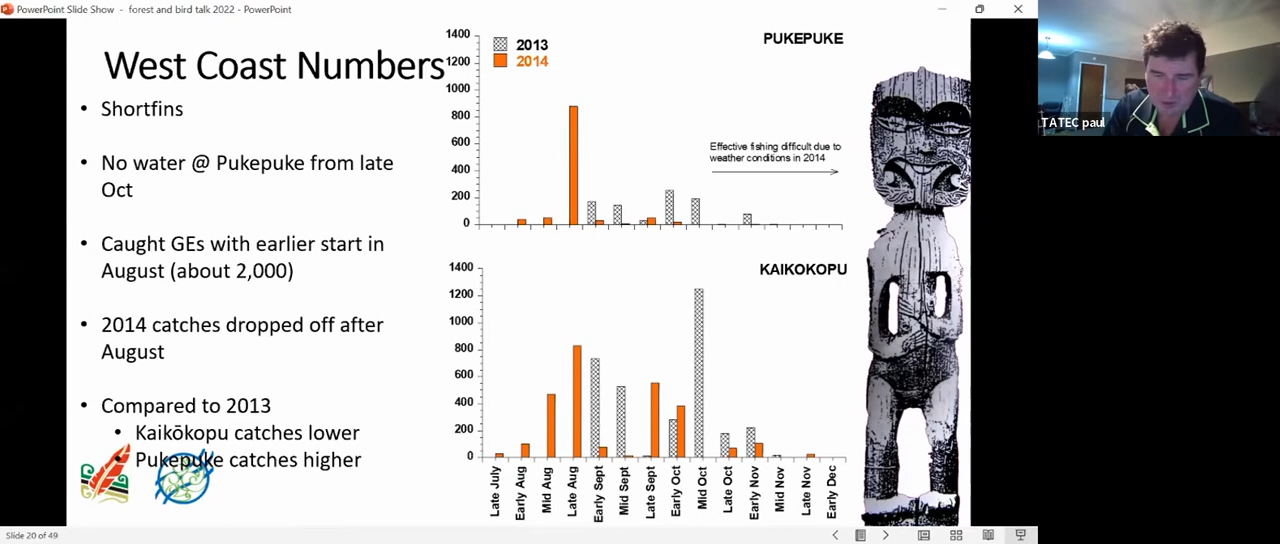 PowerPoint Slide Show - forest and bird talk 2022 - PowerPoint
TATEC paul
West Coast Numbers
• Shortfins
• No water @ Pukepuke from late
Oct
• Caught GEs with earlier start in
August (about 2,000)
• 2014 catches dropped off after
August
• Compared to 2013
• Kaikōkopu catches lower
• Pukepuke catches higher
PUKEPUKE
2013
2014
1400
1200
1000
800
600
400
200
0
Effective fishing difficult due to
weather conditions in 2014
KAIKOKOPU
1400
1200
1000
800
600
400
200
0
Late July
Early Aug
Mid Aug
Late Aug
Early Sept
Mid Sept
Late Sept
Early Oct
Mid Oct
Late Oct
Early Nov
Mid Nov
Late Nov
Early Dec
Slide 20 of 49